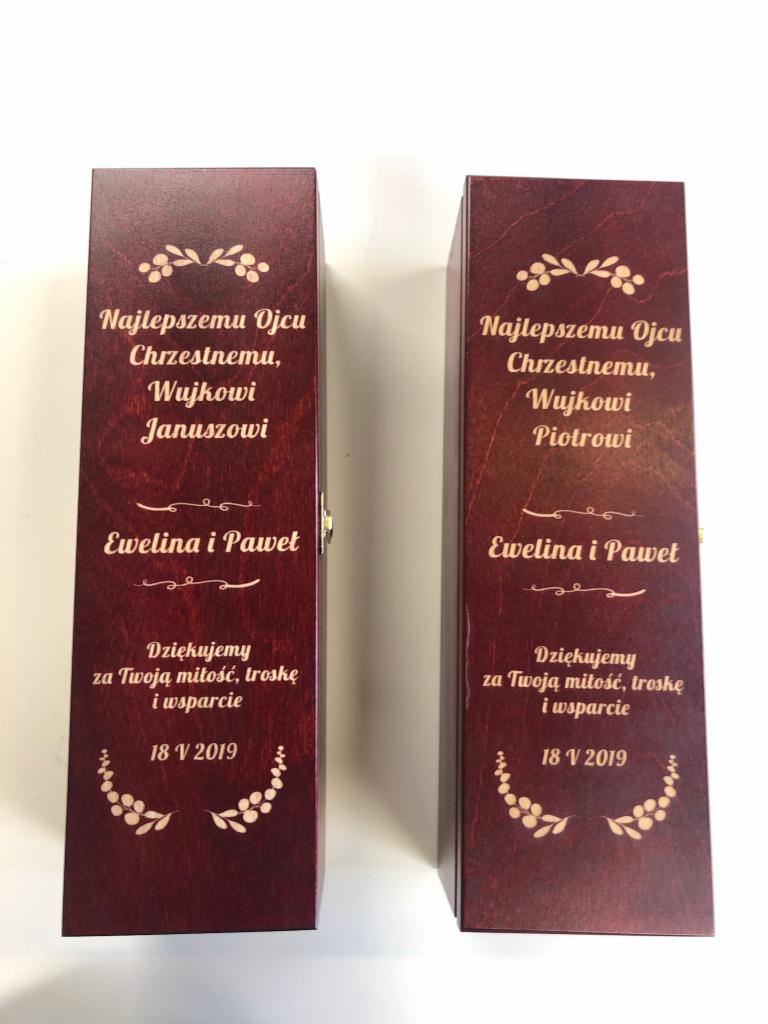 Najlepszemu Ojcu
Chrzestnemu,
Wujkowi
Januszowi
Ewelina i Paweł
Dziękujemy
za Twoją miłość, troskę
i wsparcie
18 V 2019
Najlepszemu Ojcu
Chrzestnemu,
Wujkowi
Piotrowi
Ewelina i Paweł
Dziękujemy
za Twoją miłość, troskę
i wsparcie
18 V 2019